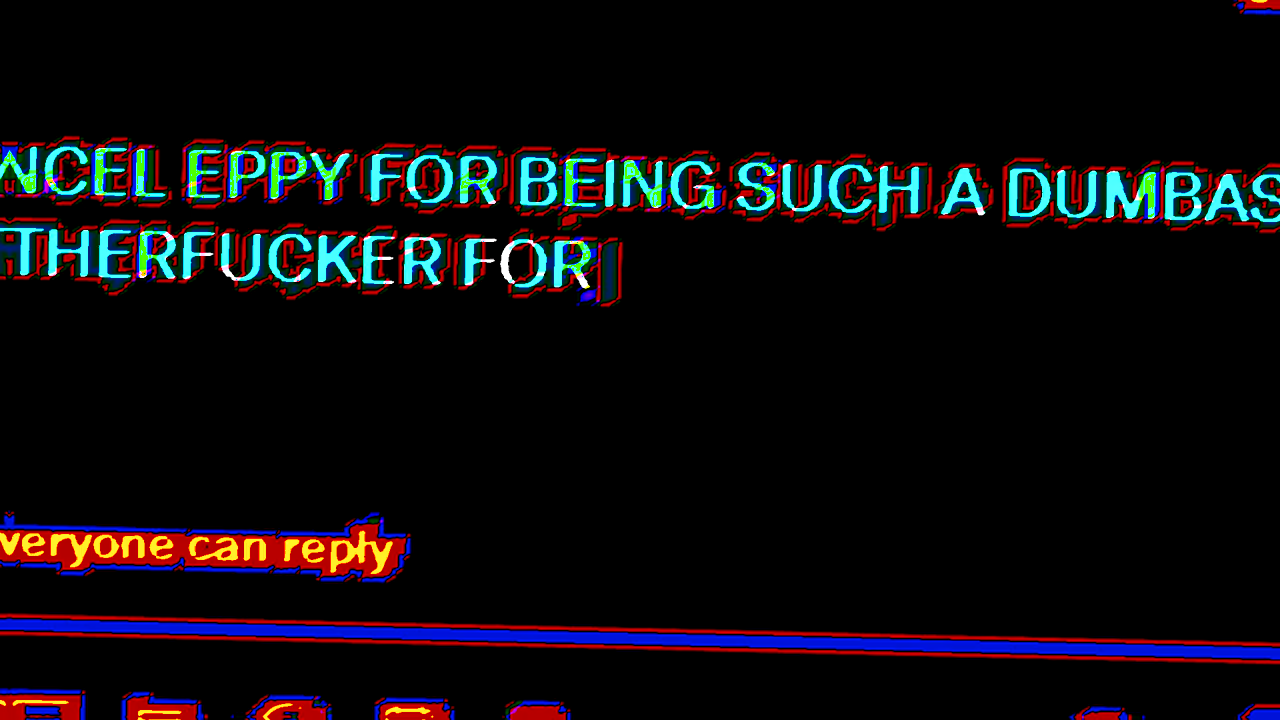 NCEL EPPY FOR BEING SUCH A DUMBAS
THERFUCKER FOR
veryone can reply